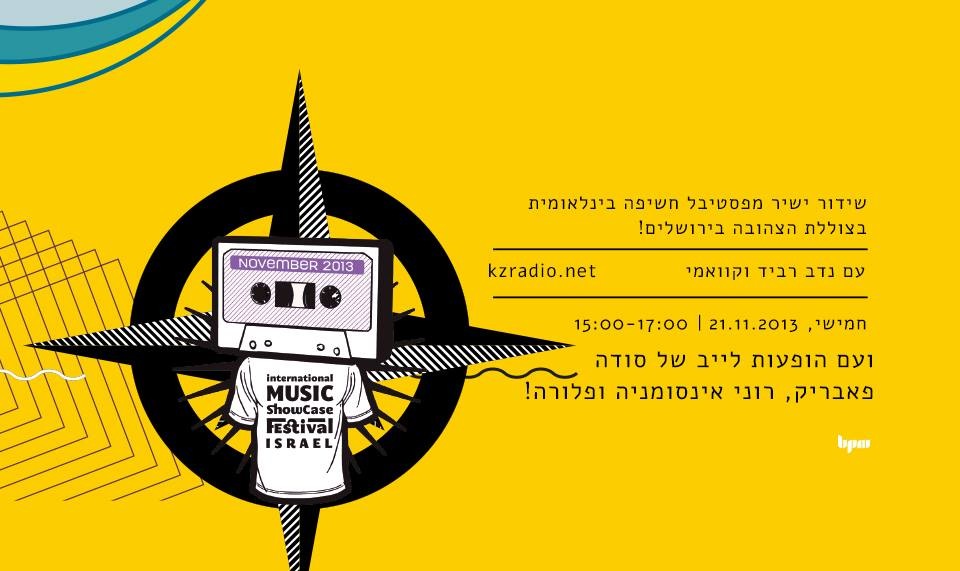 שידור ישיר מפסטיבל חשיפה בינלאומית
בצוללת הצהובה בירושלים!
עם נדב רביד וקוואמי
kzradio.net
חמישי, 21.11.2013 | 15:00-17:00
ועם הופעות לייב של סודה
פאבריק, רוני אינסומניה ופלורה!
bpm
NOVEMBER 2013
international
MUSIC
ShowCase
Festival
ISRAEL